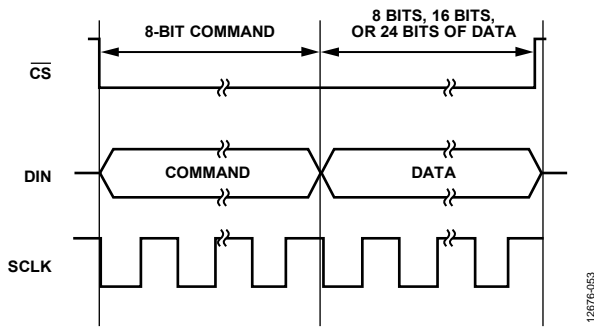 8-BIT COMMAND
8 BITS, 16 BITS,
OR 24 BITS OF DATA
CS
DIN
COMMAND
DATA
SCLK
12676-053